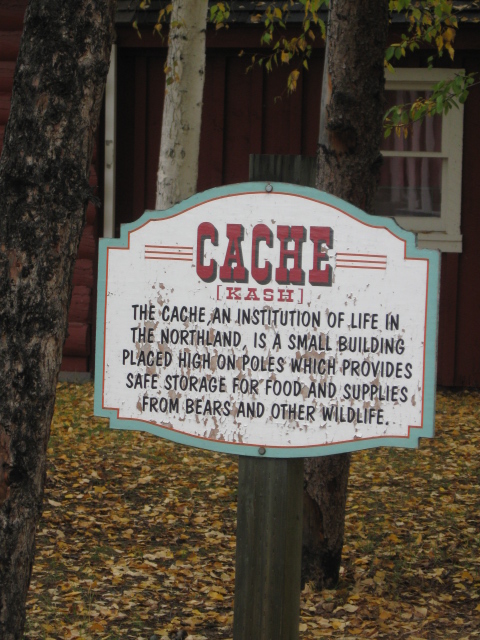 CACHE
[KASH]
THE CACHE, AN INSTITUTION OF LIFE IN
THE NORTHLAND, IS A SMALL BUILDING
PLACED HIGH ON POLES WHICH PROVIDES
SAFE STORAGE FOR FOOD AND SUPPLIES
FROM BEARS AND OTHER WILDLIFE.